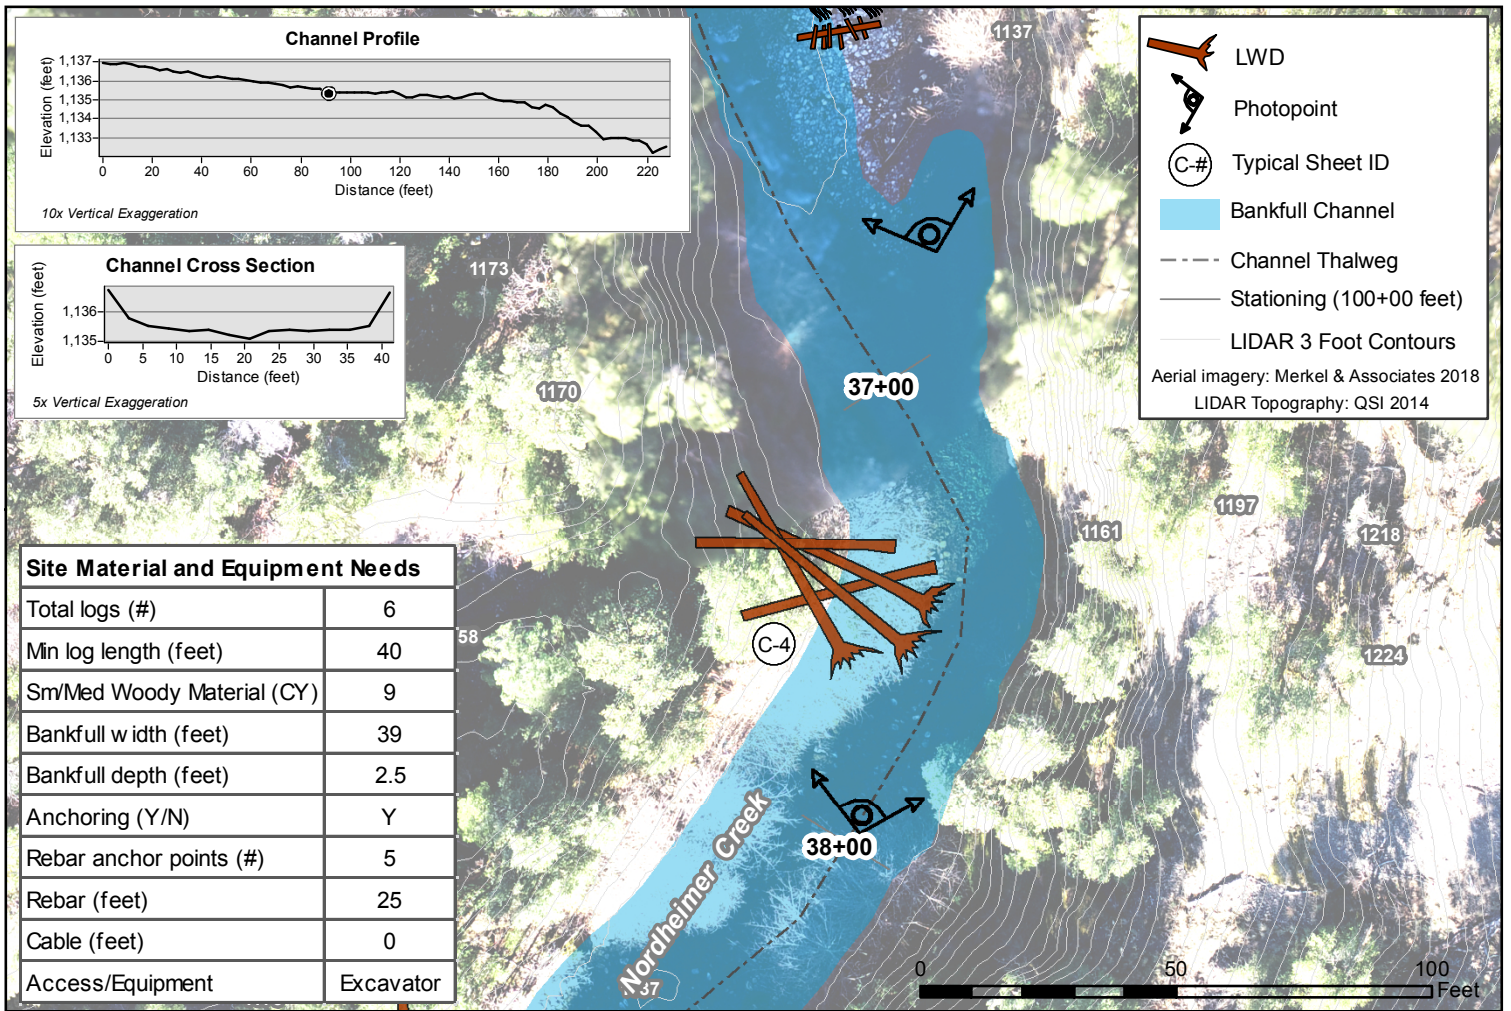 Channel Profile
Elevation (feet)
1,137
1,136
1,135
1,133
0 20 40 60 80 100 120 140 160 180 200 220
Distance (feet)
10x Vertical Exaggeration
Channel Cross Section
Elevation (feet)
1,136
1,135
0 5 10 15 20 25 30 35 40
Distance (feet)
5x Vertical Exaggeration
LWD
Photopoint
C-# Typical Sheet ID
Bankfull Channel
Channel Thalweg
Stationing (100+00 feet)
LIDAR 3 Foot Contours
Aerial imagery: Merkel & Associates 2018
LIDAR Topography: QSI 2014
1137
1173
1170
37+00
1197
1161
1218
58
1224
C-4
38+00
Nordheimer Creek
37
Site Material and Equipment Needs
Total logs (#) 6
Min log length (feet) 40
Sm/Med Woody Material (CY) 9
Bankfull width (feet) 39
Bankfull depth (feet) 2.5
Anchoring (Y/N) Y
Rebar anchor points (#) 5
Rebar (feet) 25
Cable (feet) 0
Access/Equipment Excavator
0 50 100
Feet